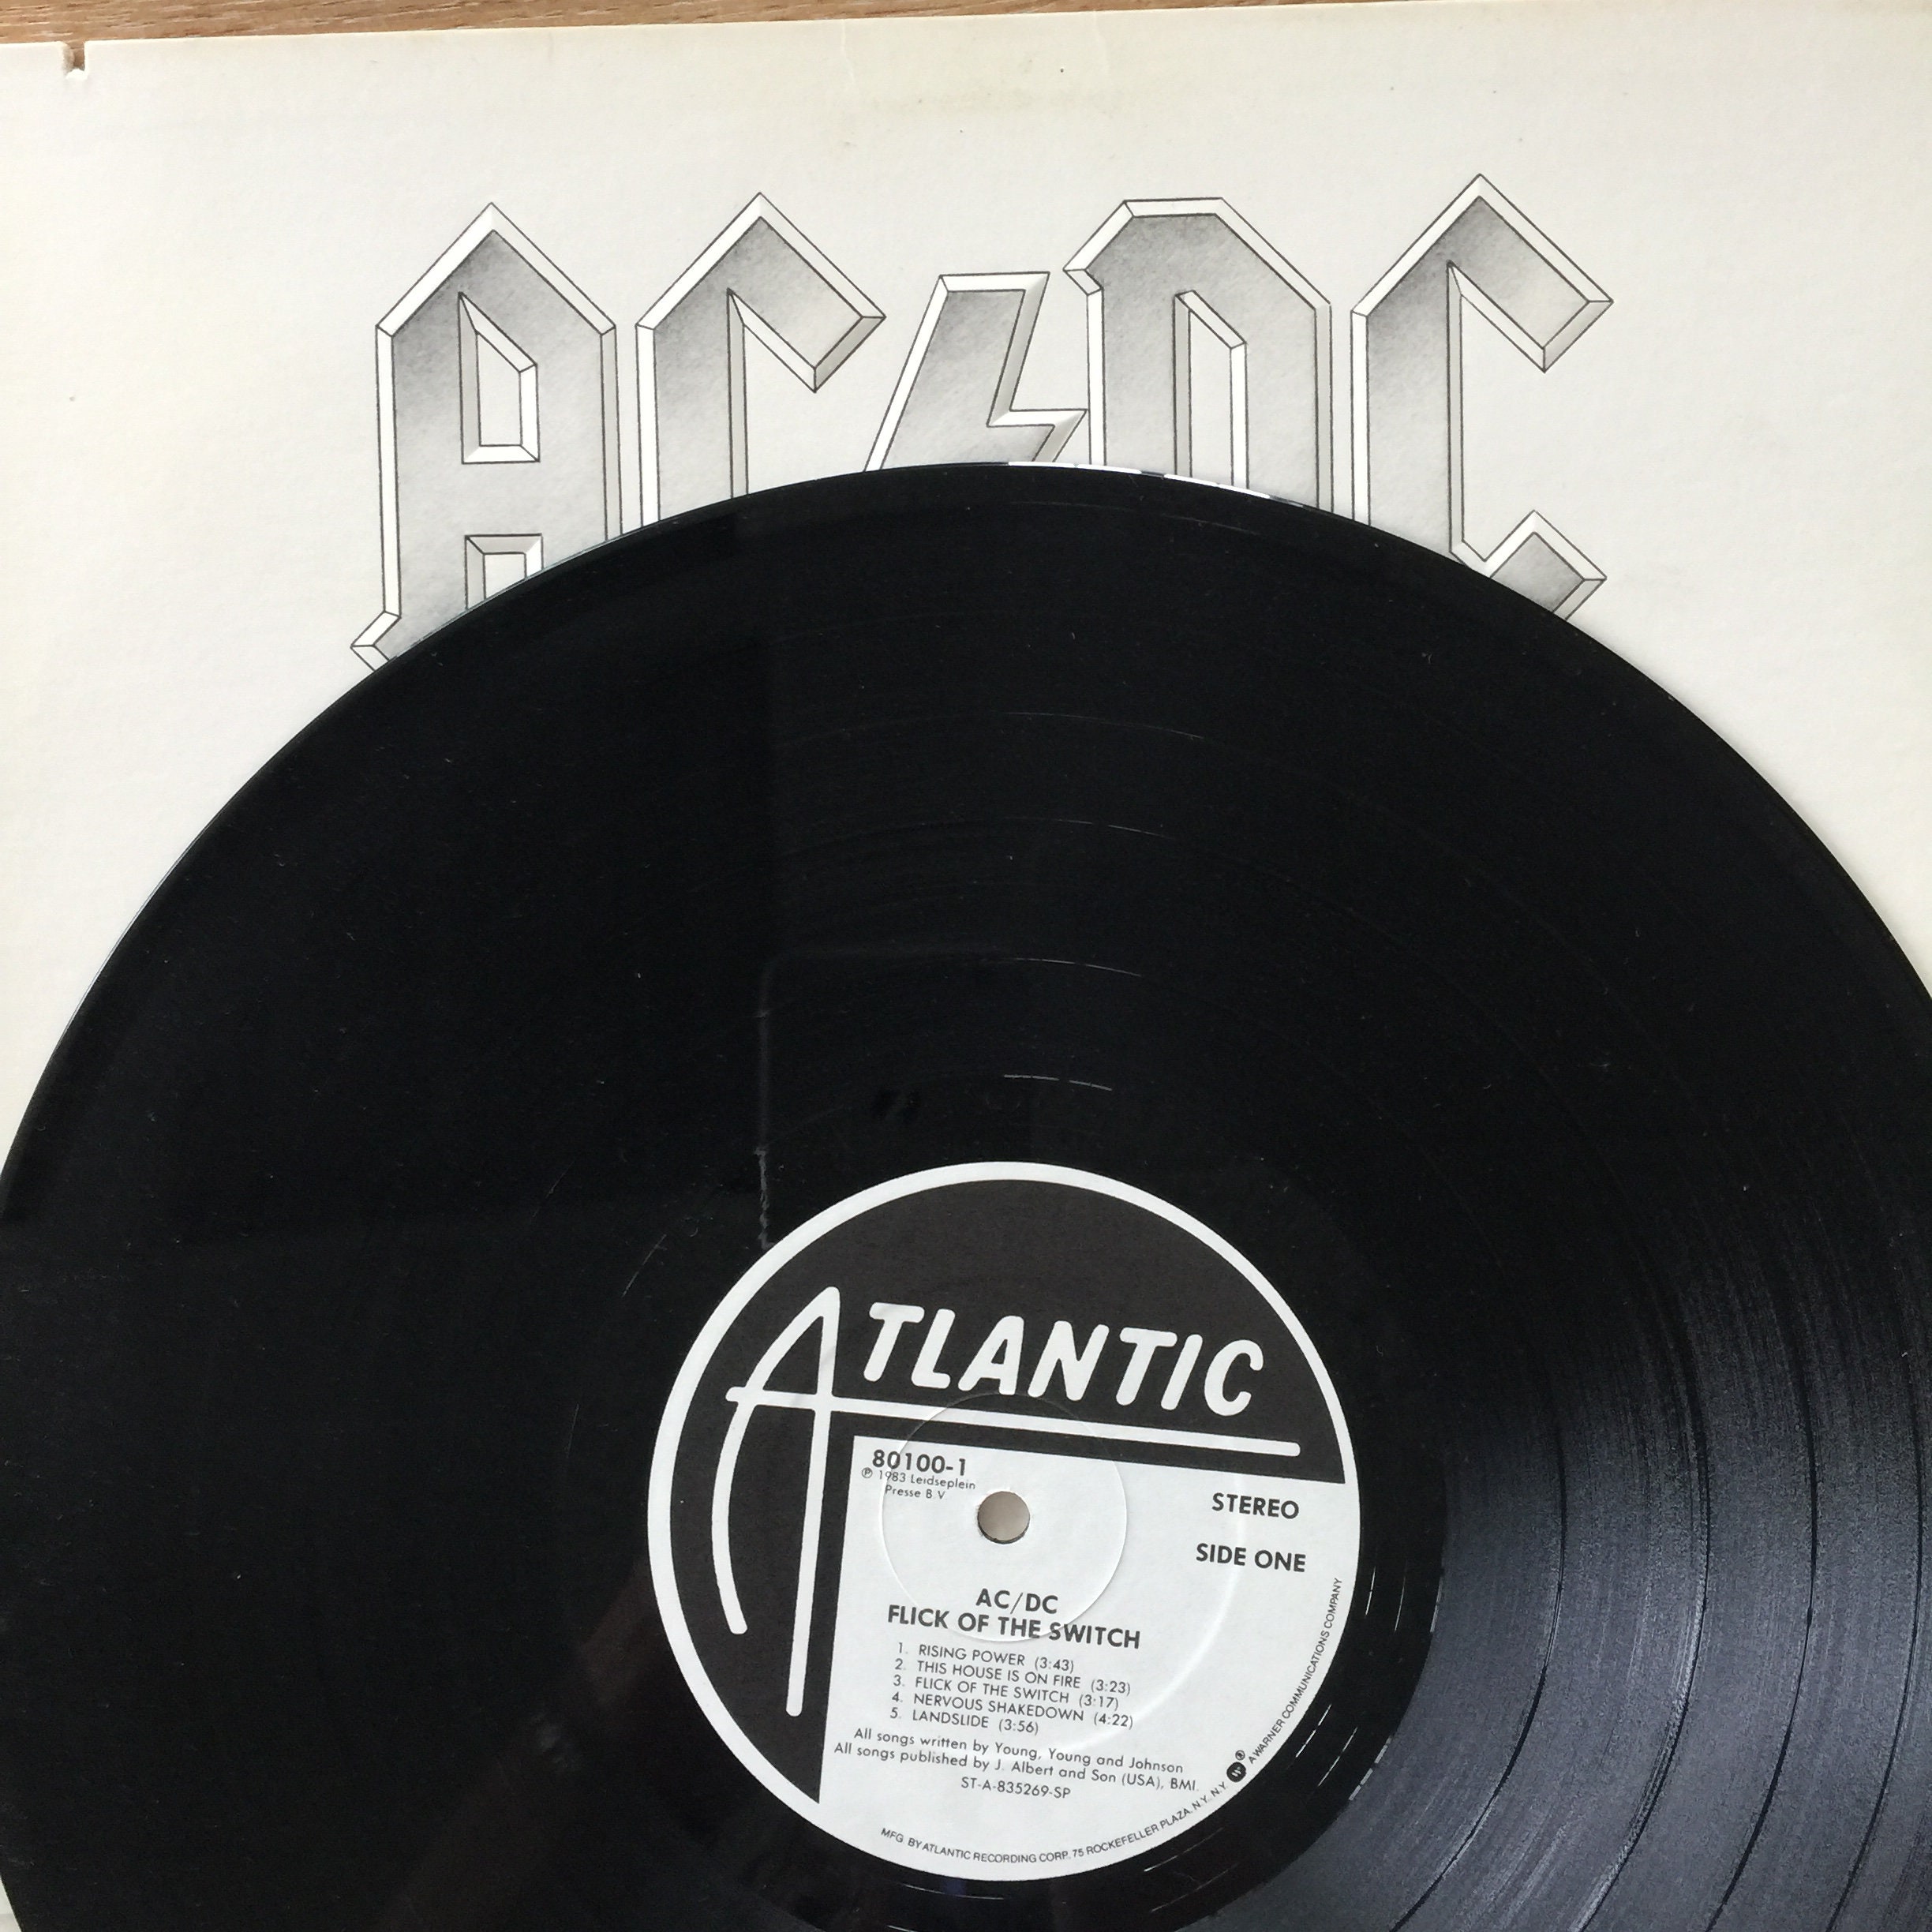 AC DC
ATLANTIC
80100-1
℗ 1983 Leidseplein
Presse B.V
STEREO
SIDE ONE
AC/DC
FLICK OF THE SWITCH
1. RISING POWER (3:43)
2. THIS HOUSE IS ON FIRE (3:23)
3. FLICK OF THE SWITCH (3:17)
4. NERVOUS SHAKEDOWN (4:22)
5. LANDSLIDE (3:56)
All songs written by Young, Young and Johnson
All songs published by J. Albert and Son (USA), BMI.
ST-A-835269-SP
MFG. BY ATLANTIC RECORDING CORP. 75 ROCKEFELLER PLAZA, N.Y. N.Y. ® A WARNER COMMUNICATIONS COMPANY